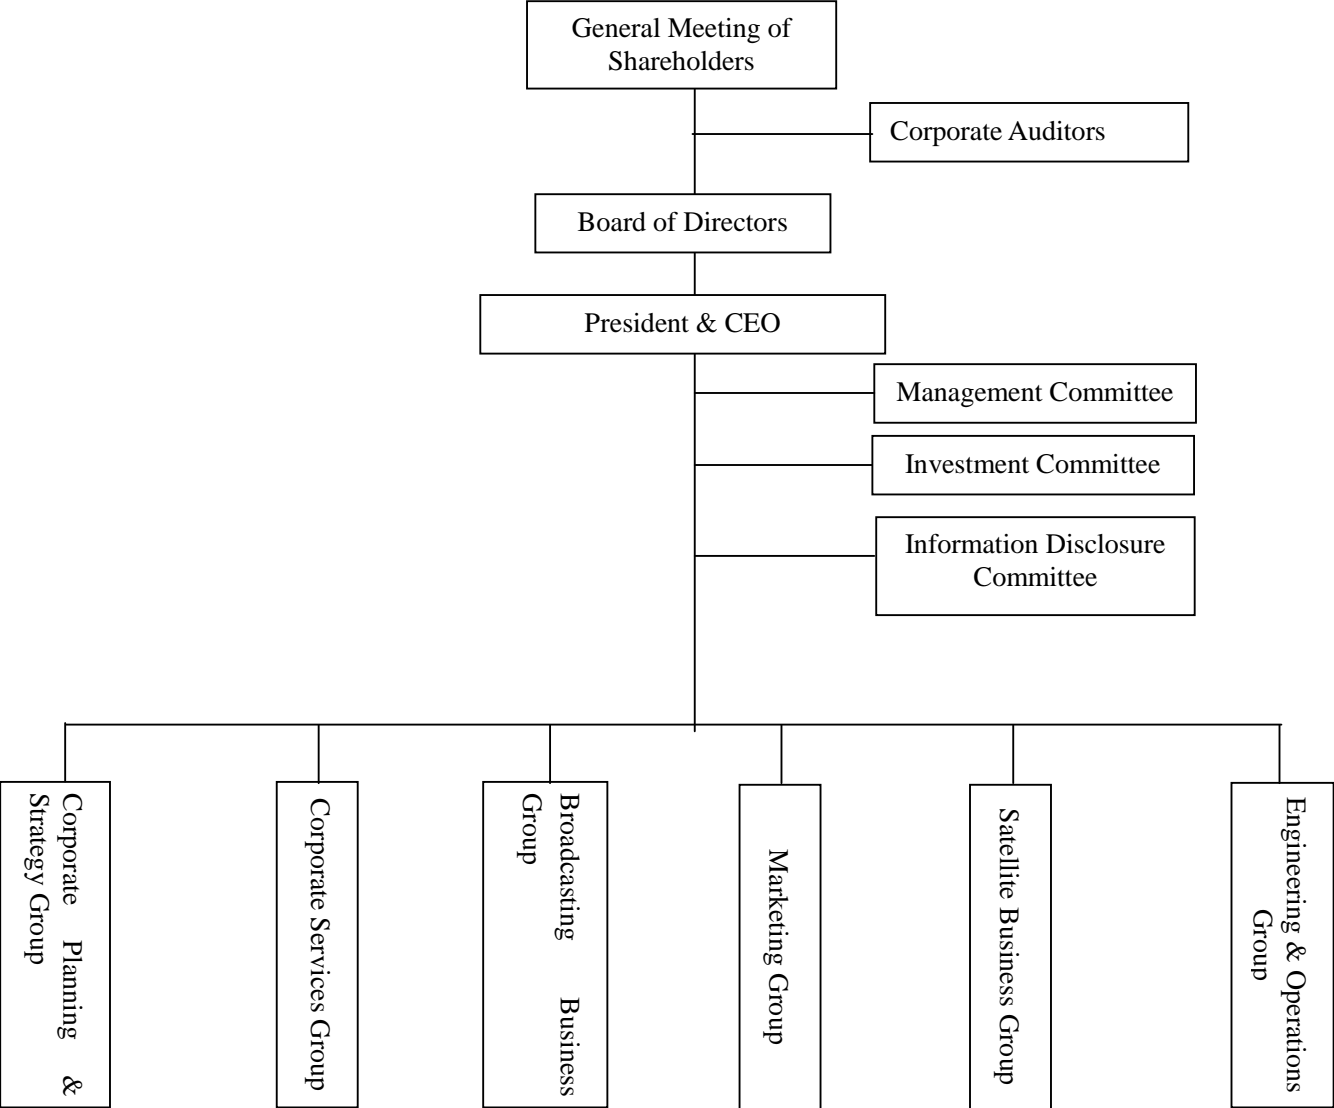 General Meeting of
Shareholders
Corporate Auditors
Board of Directors
President & CEO
Management Committee
Investment Committee
Information Disclosure
Committee
Corporate Planning &
Strategy Group
Corporate Services Group
Broadcasting Business
Group
Marketing Group
Satellite Business Group
Engineering & Operations
Group